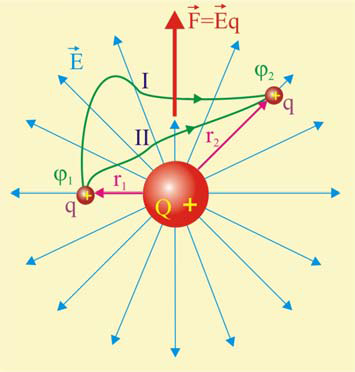 F⃗=E⃗q
φ₂
E⃗
I
+
q
II
r₂
φ₁
r₁
+
q
Q +